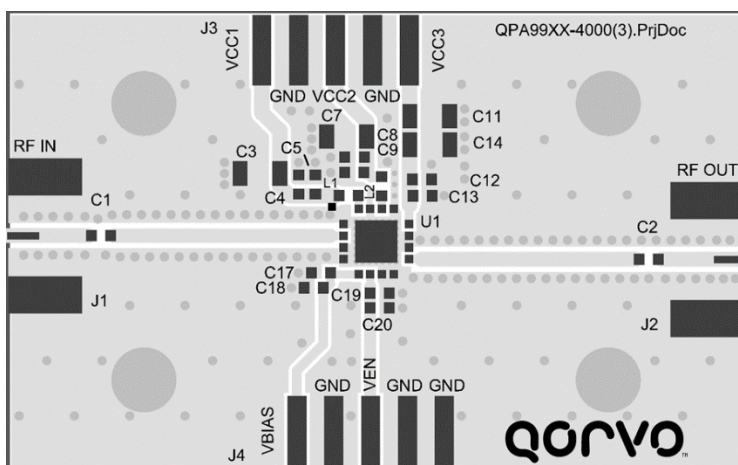 J3
VCC1
VCC3
QPA99XX-4000(3).PrjDoc
GND VCC2 GND
C7
C11
C8
C5
C9
C14
RF IN
C3
RF OUT
L1
L2
C12
C4
C13
C1
U1
C2
C17
C18
C19
J1
C20
J2
VEN
GND
GND GND
VBIAS
J4
QORVO
TM